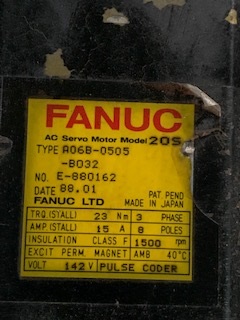 FANUC
AC Servo Motor Model 20S
TYPE A06B-0505
-B032
NO. E-880162
DATE 88.01 PAT. PEND
FANUC LTD MADE IN JAPAN
TRQ.(STALL) 23 Nm 3 PHASE
AMP.(STALL) 15 A 8 POLES
INSULATION CLASS F 1500 rpm
EXCIT PERM. MAGNET AMB 40°C
VOLT 142 V PULSE CODER